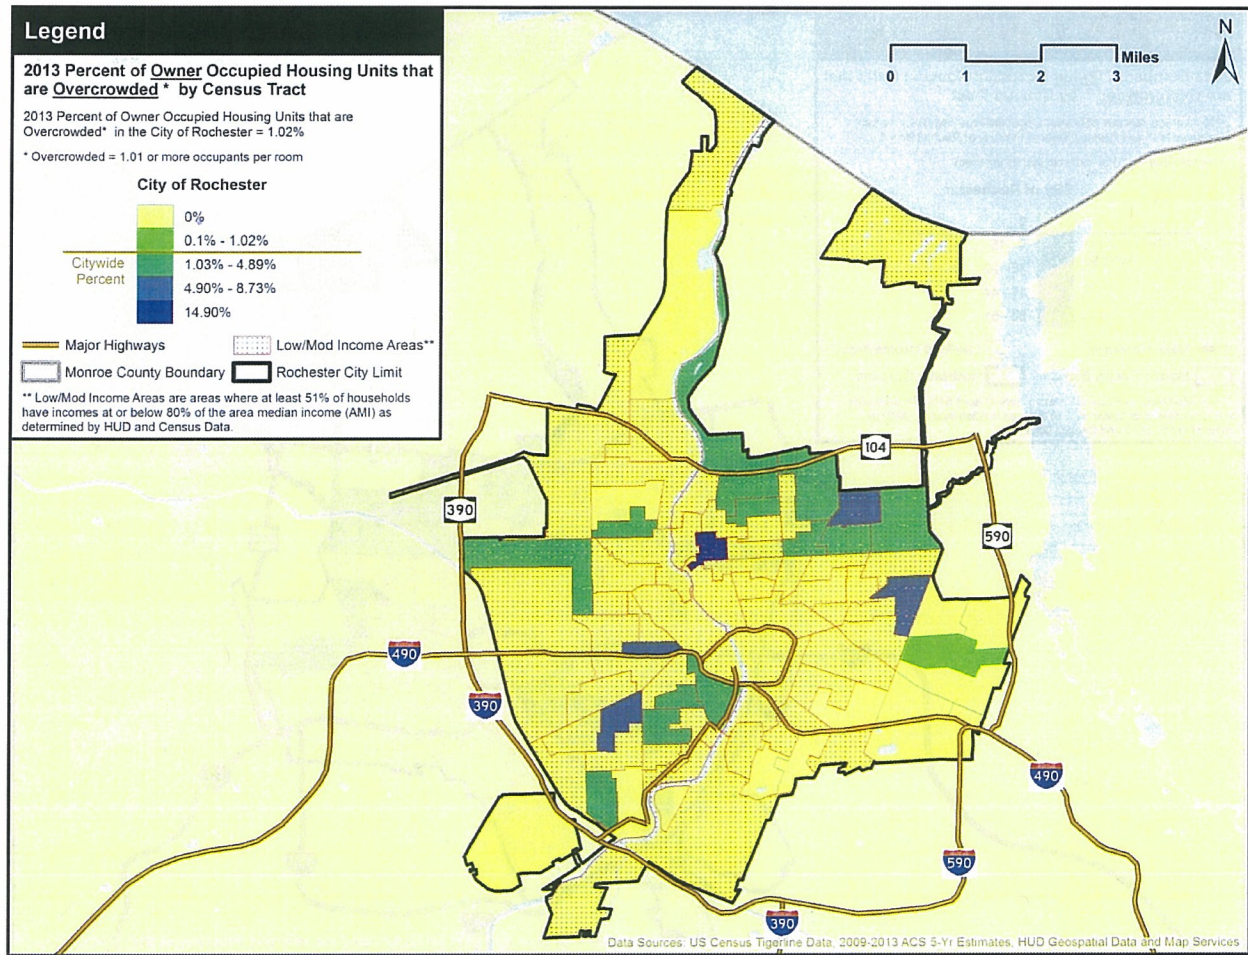 Legend
2013 Percent of Owner Occupied Housing Units that
are Overcrowded * by Census Tract
2013 Percent of Owner Occupied Housing Units that are
Overcrowded* in the City of Rochester = 1.02%
* Overcrowded = 1.01 or more occupants per room
City of Rochester
0%
0.1% - 1.02%
Citywide
Percent
1.03% - 4.89%
4.90% - 8.73%
14.90%
Major Highways
Low/Mod Income Areas**
Monroe County Boundary
Rochester City Limit
** Low/Mod Income Areas are areas where at least 51% of households
have incomes at or below 80% of the area median income (AMI) as
determined by HUD and Census Data.
N
Miles
0 1 2 3
104
390
590
490
390
490
590
390
Data Sources: US Census Tigerline Data, 2009-2013 ACS 5-Yr Estimates, HUD Geospatial Data and Map Services